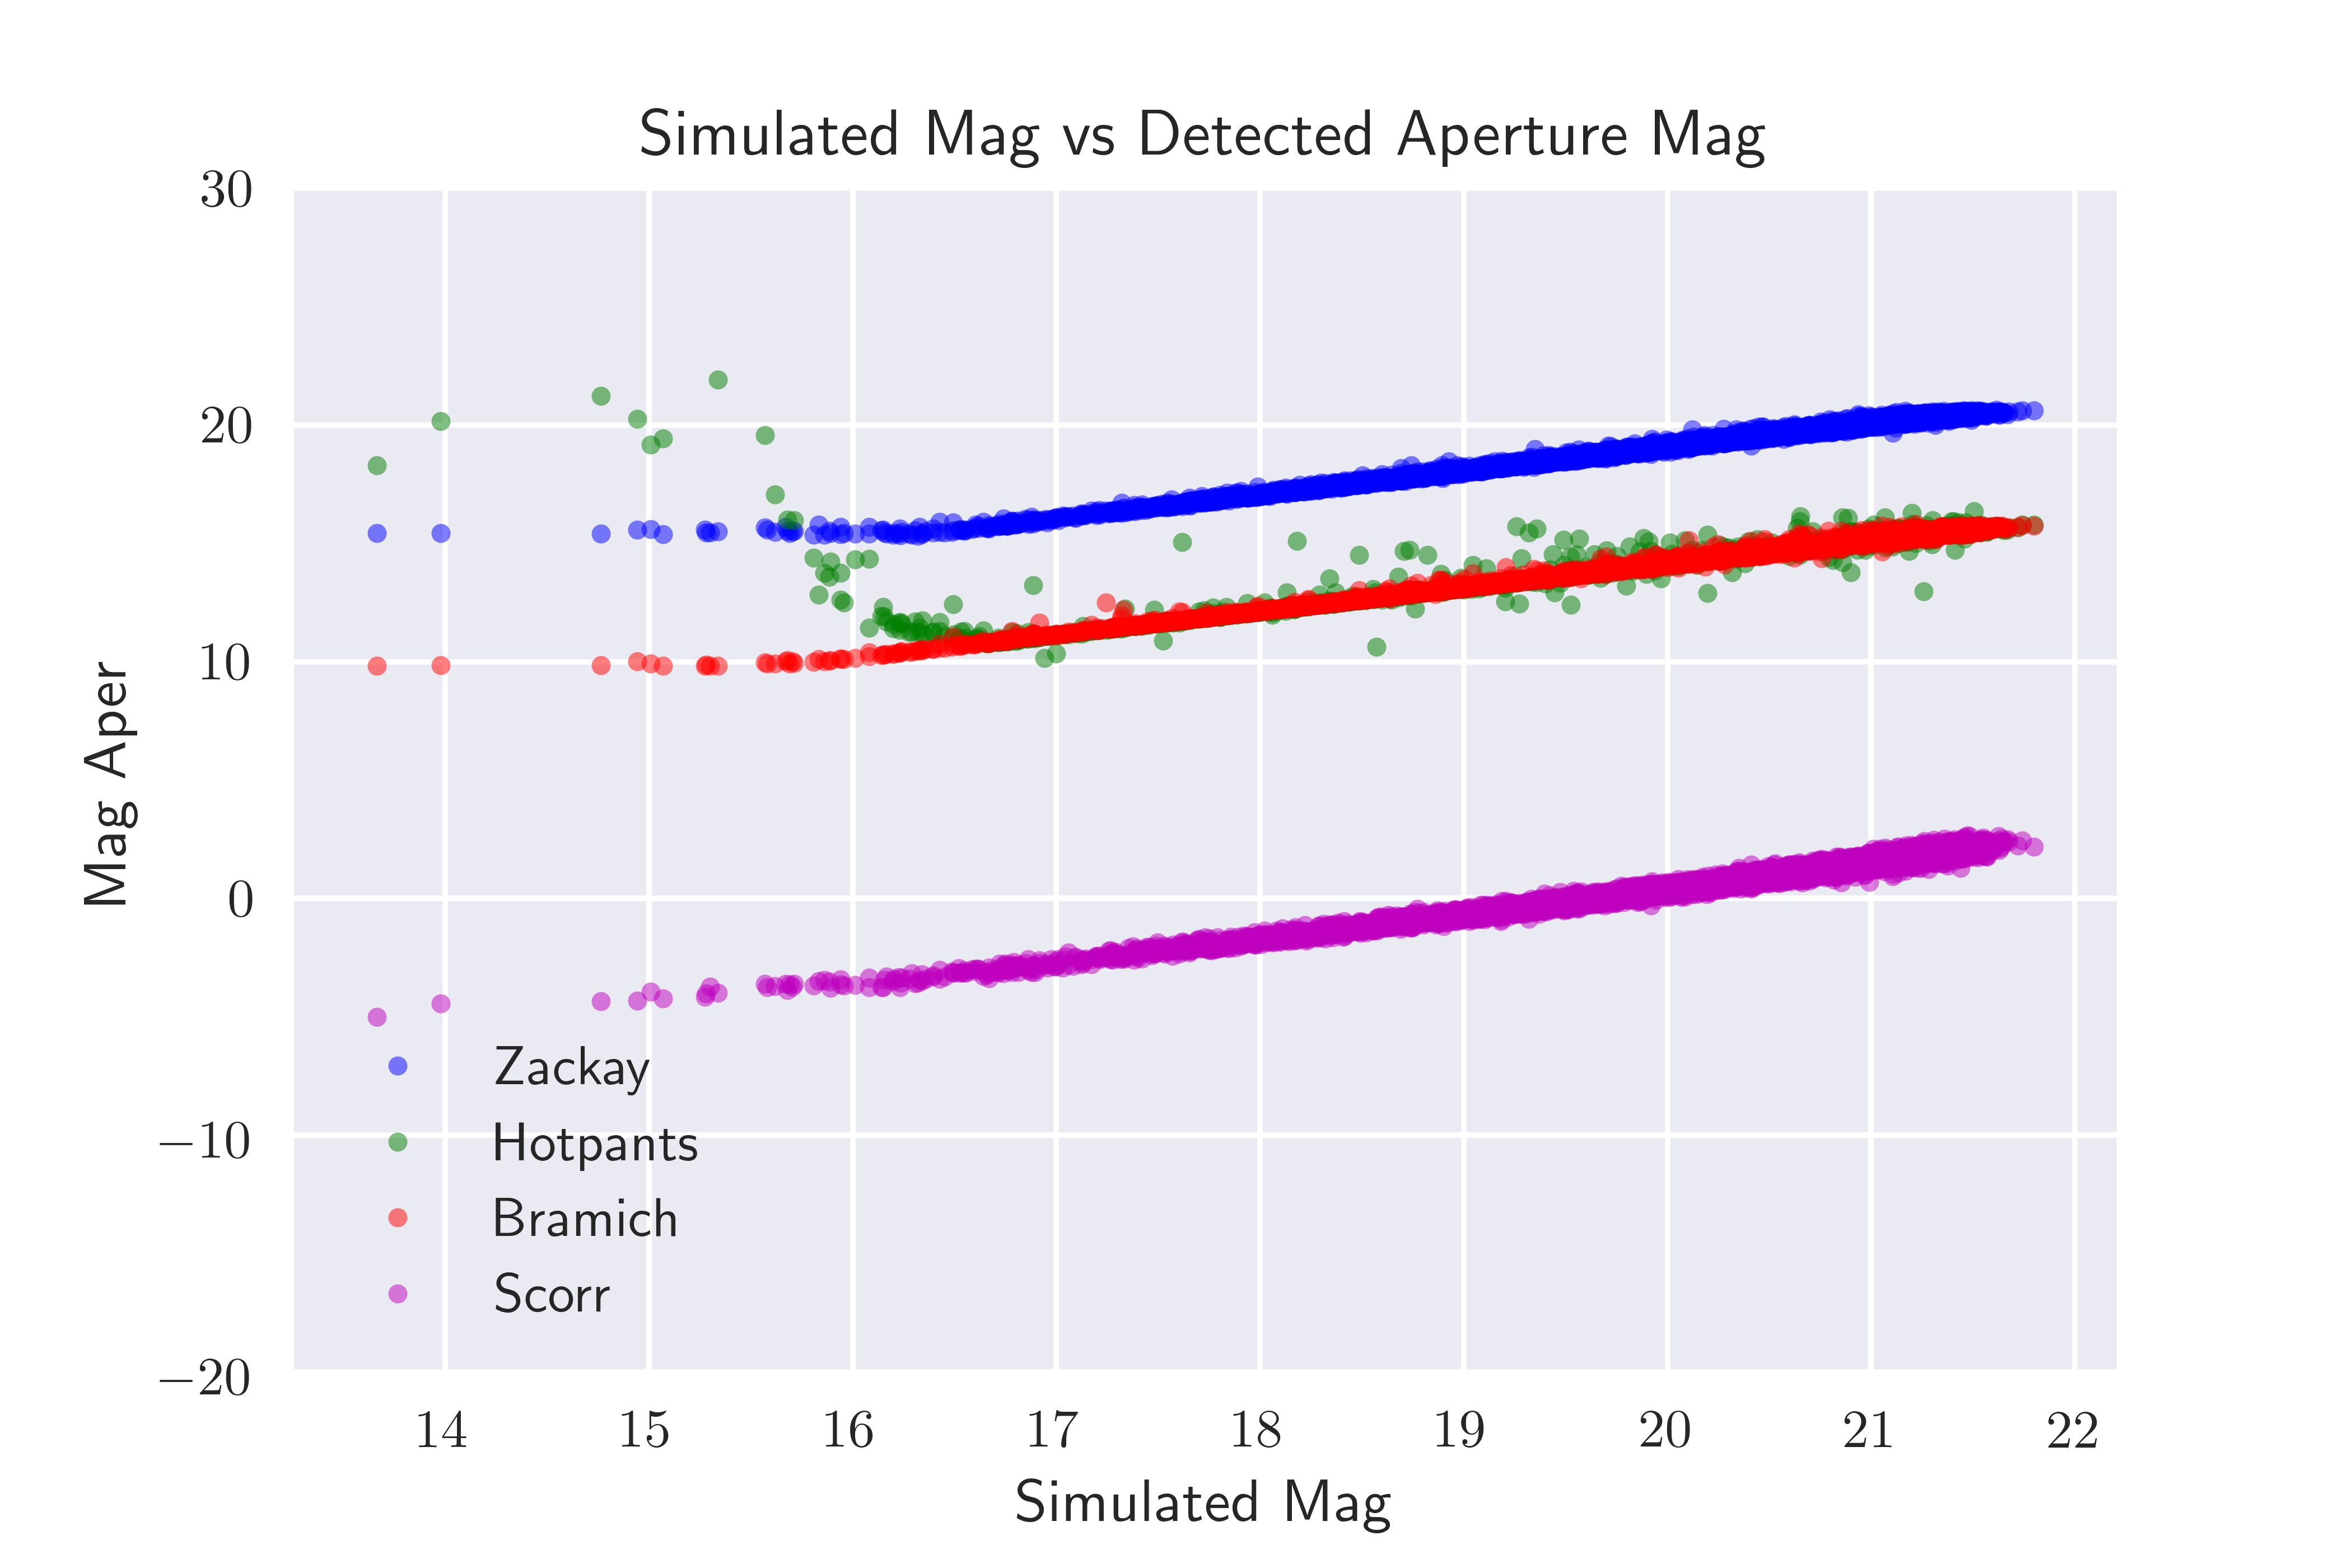 Simulated Mag vs Detected Aperture Mag
30
20
10
0
−10
−20
Mag Aper
Zackay
Hotpants
Bramich
Scorr
14 15 16 17 18 19 20 21 22
Simulated Mag